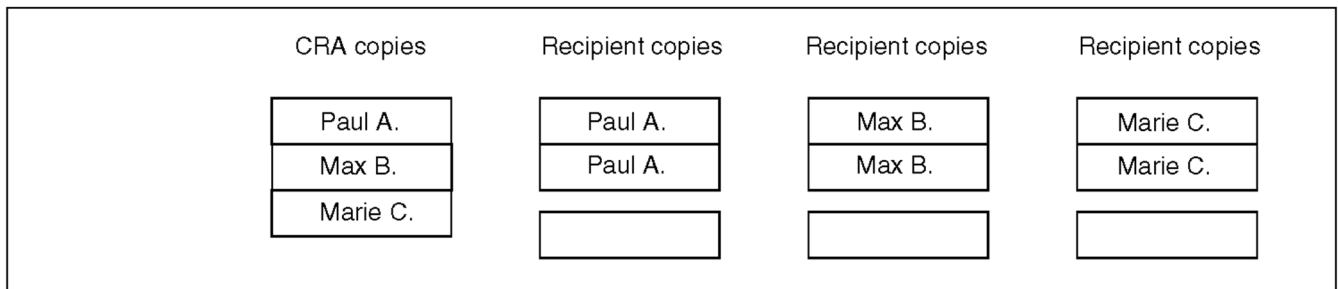 CRA copies Recipient copies Recipient copies Recipient copies
Paul A. Paul A. Max B. Marie C.
Max B. Paul A. Max B. Marie C.
Marie C.